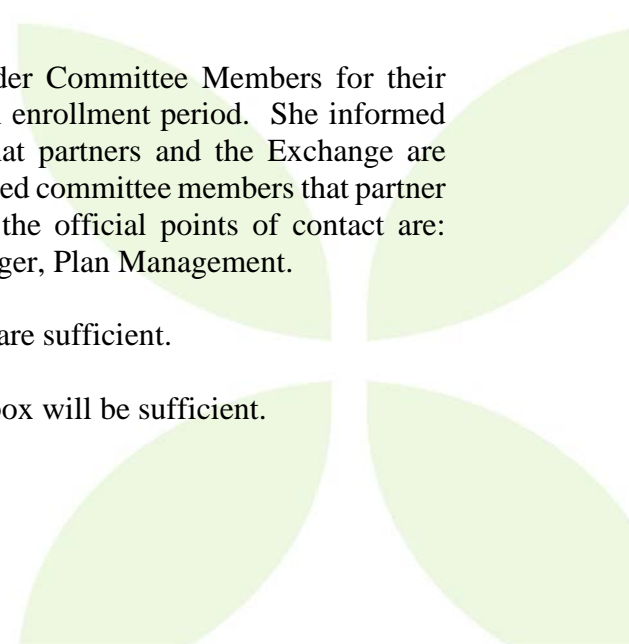 der Committee Members for their
enrollment period. She informed
at partners and the Exchange are
ed committee members that partner
the official points of contact are:
ger, Plan Management.
are sufficient.
ox will be sufficient.